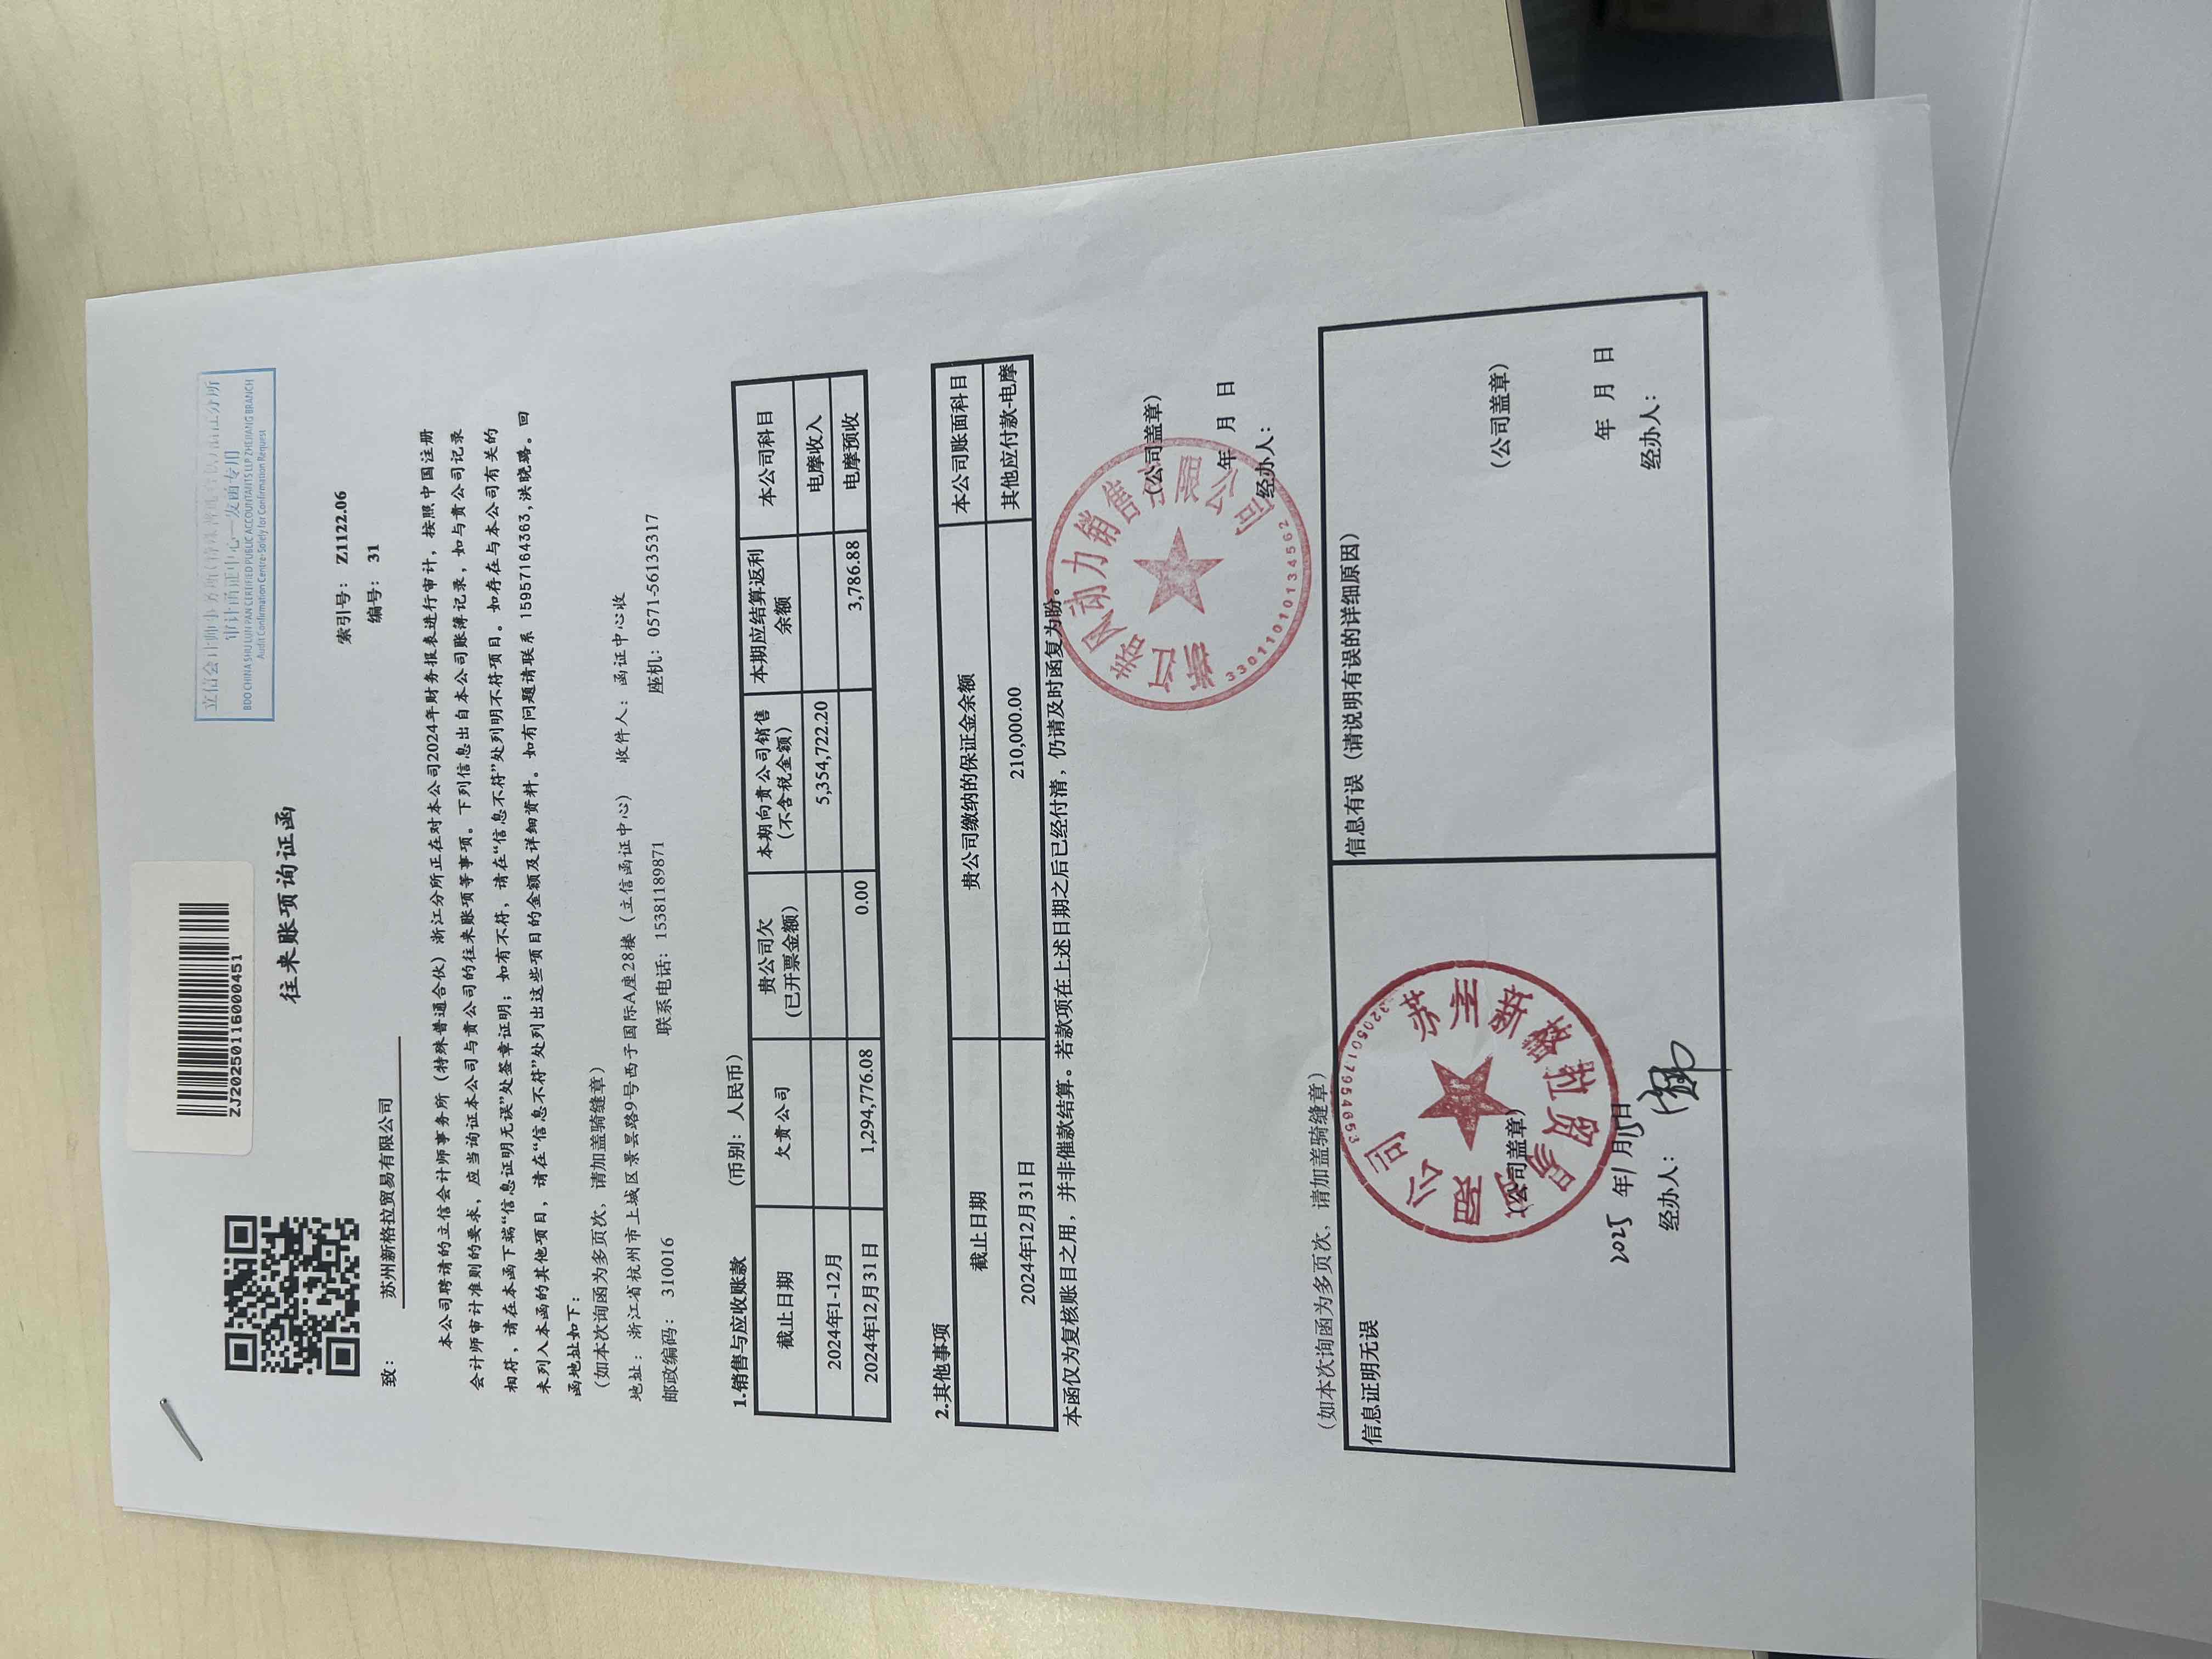 ZJ20250116000451
立信会计师事务所(特殊普通合伙)浙江分所
审计函证中心—发函专用
BDO CHINA SHU LUN PAN CERTIFIED PUBLIC ACCOUNTANTS LLP ZHEJIANG BRANCH
Audit Confirmation Centre-Solely for Confirmation Request
往来账项询证函
索引号： Z1122.06
编号： 31
致： 苏州新格拉贸易有限公司
本公司聘请的立信会计师事务所（特殊普通合伙）浙江分所正在对本公司2024年财务报表进行审计，按照中国注册
会计师审计准则的要求，应当询证本公司与贵公司的往来账项等事项。下列信息出自本公司账簿记录，如与贵公司记录
相符，请在本函下端“信息证明无误”处签章证明；如有不符，请在“信息不符”处列明不符项目。如存在与本公司有关的
未列入本函的其他项目，请在“信息不符”处列出这些项目的金额及详细资料。如有问题请联系 15957164363,洪晓璐。回
函地址如下：
（如本次询函为多页次，请加盖骑缝章）
地址： 浙江省杭州市上城区景昙路9号西子国际A座28楼（立信函证中心） 收件人： 函证中心收
邮政编码： 310016 联系电话：15381189871 座机：0571-56135317
1.销售与应收账款 （币别：人民币）
截止日期 欠贵公司 贵公司欠（已开票金额） 本期向贵公司销售（不含税金额） 本期应结算返利余额 本公司科目
2024年1-12月 5,354,722.20 电摩收入
2024年12月31日 1,294,776.08 0.00 3,786.88 电摩预收
2.其他事项
截止日期 贵公司缴纳的保证金余额 本公司账面科目
2024年12月31日 210,000.00 其他应付款-电摩
本函仅为复核账目之用，并非催款结算。若款项在上述日期之后已经付清，仍请及时函复为盼。
浙江春风动力销售有限公司
33011010134562
（公司盖章）
年 月 日
经办人：
（如本次询函为多页次，请加盖骑缝章）
信息证明无误
苏州新格拉贸易有限公司
3205017954653
（公司盖章）
2025 年1月15日
经办人：
信息有误（请说明有误的详细原因）
（公司盖章）
年 月 日
经办人：